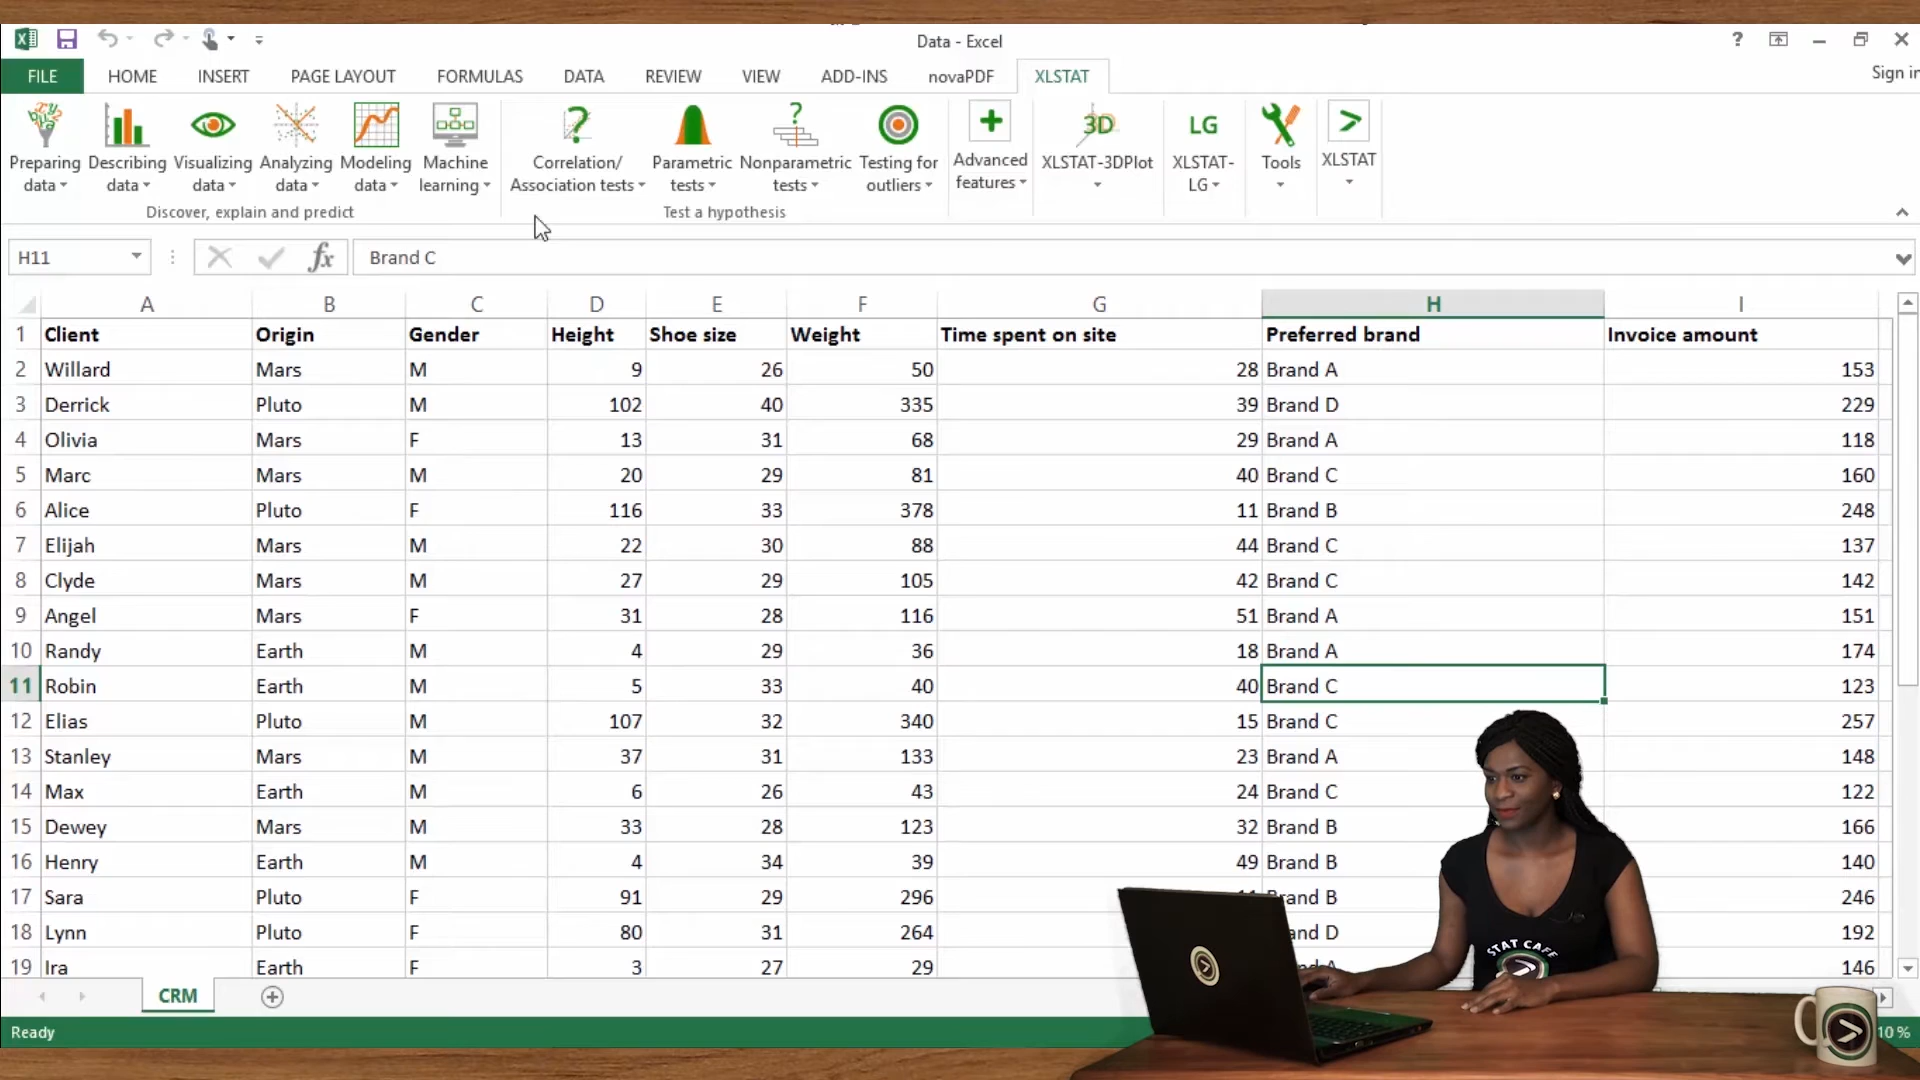 Data - Excel
?
Sign in
FILE HOME INSERT PAGE LAYOUT FORMULAS DATA REVIEW VIEW ADD-INS novaPDF XLSTAT
Preparing data
Describing data
Visualizing data
Analyzing data
Modeling data
Machine learning
Correlation/ Association tests
Parametric tests
Nonparametric tests
Testing for outliers
Advanced features
3D
XLSTAT-3DPlot
LG
XLSTAT- LG
Tools
XLSTAT
Discover, explain and predict
Test a hypothesis
H11 fx Brand C
A B C D E F G H I
1 Client Origin Gender Height Shoe size Weight Time spent on site Preferred brand Invoice amount
2 Willard Mars M 9 26 50 28 Brand A 153
3 Derrick Pluto M 102 40 335 39 Brand D 229
4 Olivia Mars F 13 31 68 29 Brand A 118
5 Marc Mars M 20 29 81 40 Brand C 160
6 Alice Pluto F 116 33 378 11 Brand B 248
7 Elijah Mars M 22 30 88 44 Brand C 137
8 Clyde Mars M 27 29 105 42 Brand C 142
9 Angel Mars F 31 28 116 51 Brand A 151
10 Randy Earth M 4 29 36 18 Brand A 174
11 Robin Earth M 5 33 40 40 Brand C 123
12 Elias Pluto M 107 32 340 15 Brand C 257
13 Stanley Mars M 37 31 133 23 Brand A 148
14 Max Earth M 6 26 43 24 Brand C 122
15 Dewey Mars M 33 28 123 32 Brand B 166
16 Henry Earth M 4 34 39 49 Brand B 140
17 Sara Pluto F 91 29 296 and B 246
18 Lynn Pluto F 80 31 264 and D 192
19 Ira Earth F 3 27 29 146
STAT CAFE
CRM
Ready
10 %